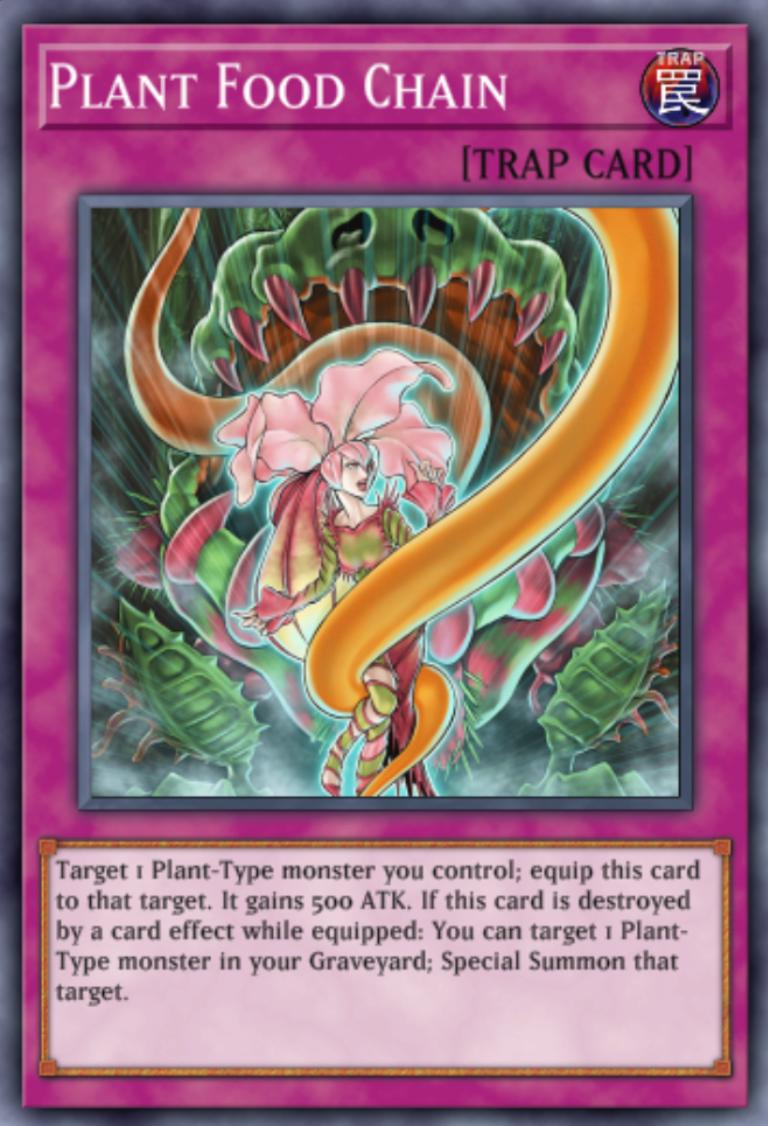 PLANT FOOD CHAIN
TRAP
罠
[TRAP CARD]
Target 1 Plant-Type monster you control; equip this card
to that target. It gains 500 ATK. If this card is destroyed
by a card effect while equipped: You can target 1 Plant-
Type monster in your Graveyard; Special Summon that
target.